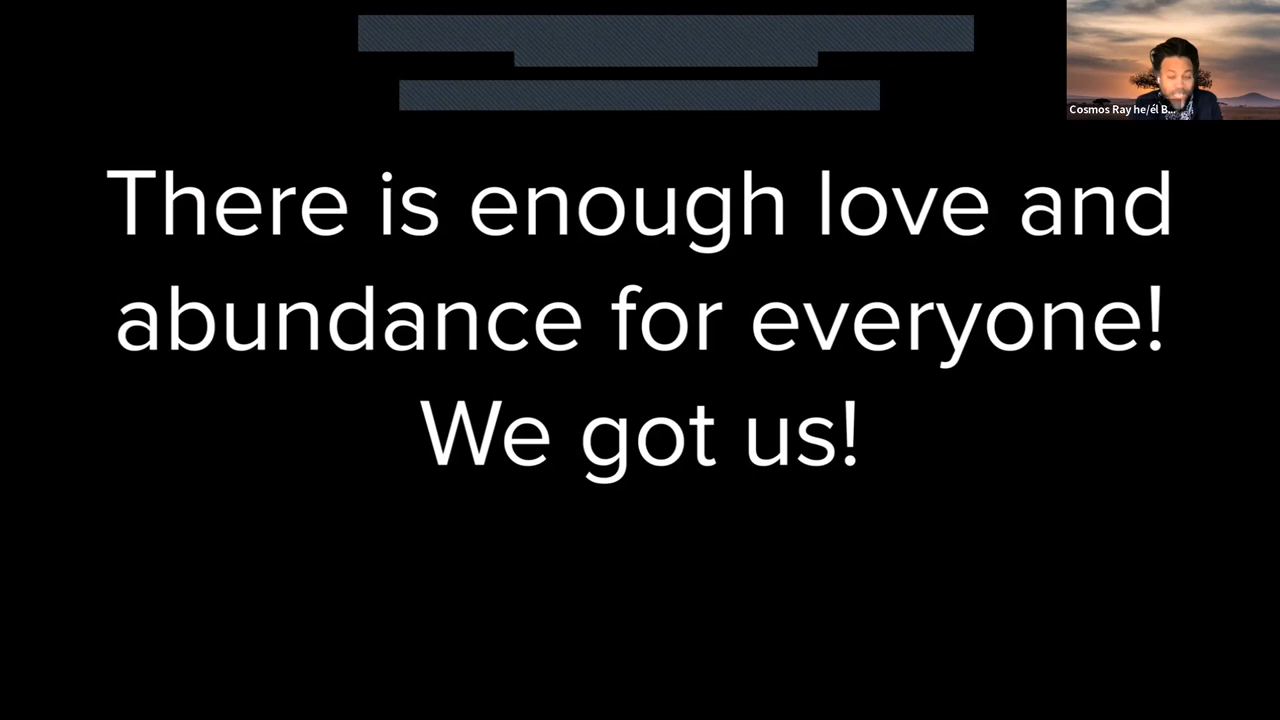 Cosmos Ray he/él B...
There is enough love and
abundance for everyone!
We got us!